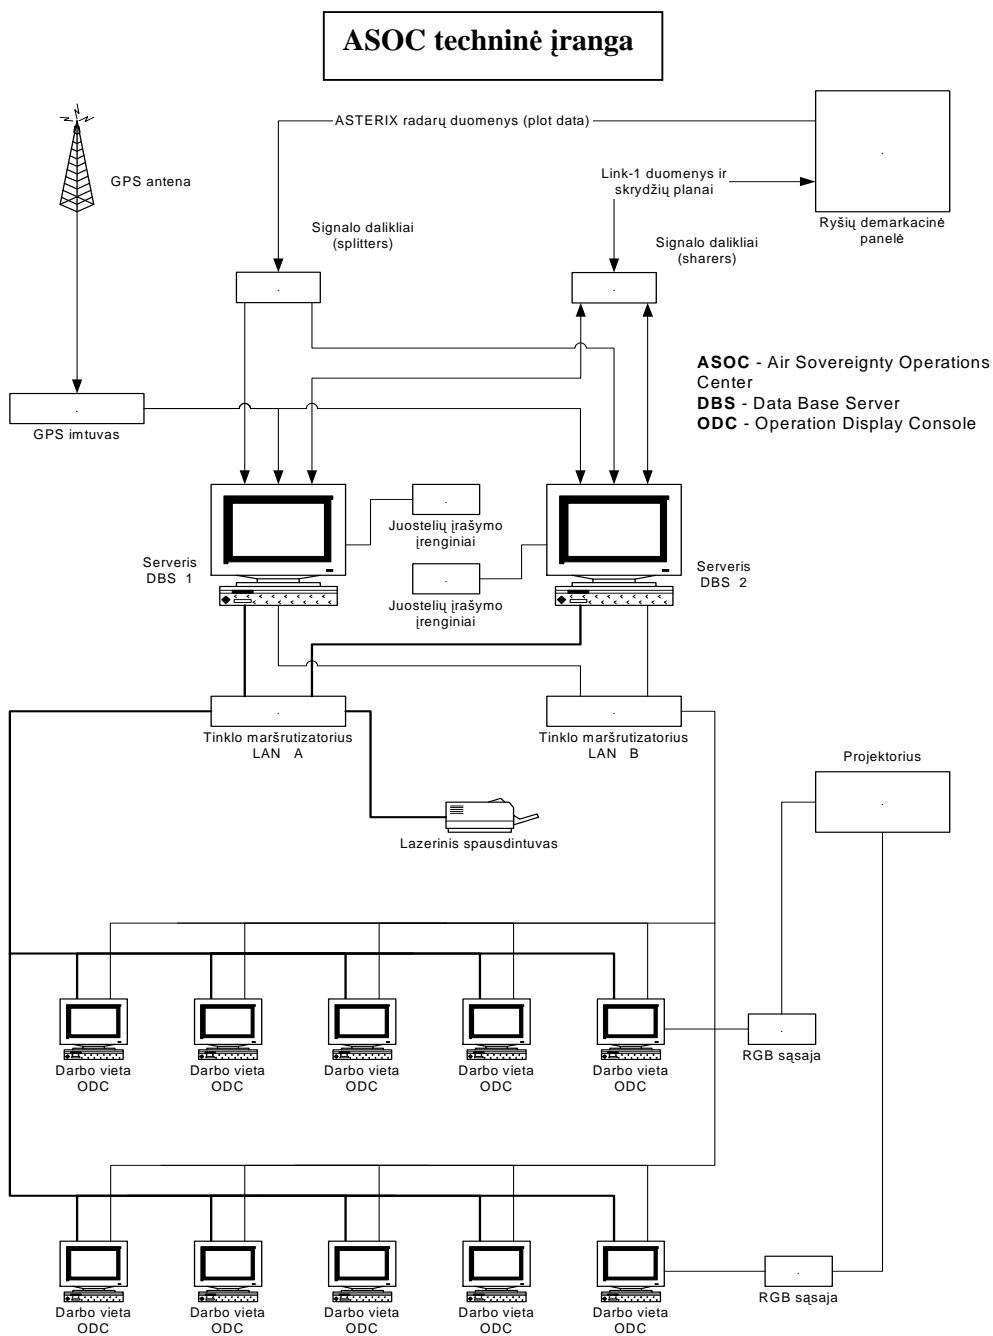 ASOC techninė įranga
ASTERIX radarų duomenys (plot data)
GPS antena
Link-1 duomenys ir
skrydžių planai
Ryšių demarkacinė
panelė
Signalo dalikliai
(splitters)
Signalo dalikliai
(sharers)
ASOC - Air Sovereignty Operations
Center
DBS - Data Base Server
ODC - Operation Display Console
GPS imtuvas
Juostelių įrašymo
įrenginiai
Serveris
DBS 1
Serveris
DBS 2
Juostelių įrašymo
įrenginiai
Tinklo maršrutizatorius
LAN A
Tinklo maršrutizatorius
LAN B
Projektorius
Lazerinis spausdintuvas
Darbo vieta
ODC
Darbo vieta
ODC
Darbo vieta
ODC
Darbo vieta
ODC
Darbo vieta
ODC
RGB sąsaja
Darbo vieta
ODC
Darbo vieta
ODC
Darbo vieta
ODC
Darbo vieta
ODC
Darbo vieta
ODC
RGB sąsaja